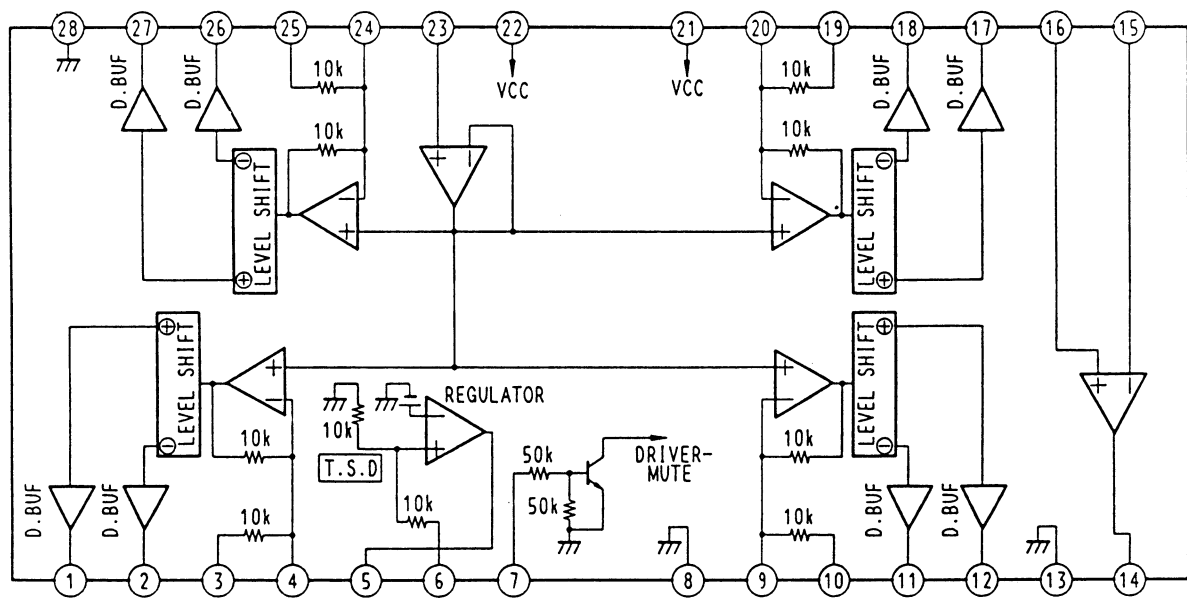 28 27 26 25 24 23 22 21 20 19 18 17 16 15
D.BUF
D.BUF
10k
10k
VCC
VCC
10k
10k
D.BUF
D.BUF
LEVEL SHIFT
+ −
− +
− +
LEVEL SHIFT
− +
− +
LEVEL SHIFT
+ −
+ −
REGULATOR
− +
10k
T.S.D
10k
10k
10k
50k
50k
DRIVER-
MUTE
+ −
10k
10k
LEVEL SHIFT
+ −
+ −
D.BUF
D.BUF
D.BUF
D.BUF
1 2 3 4 5 6 7 8 9 10 11 12 13 14